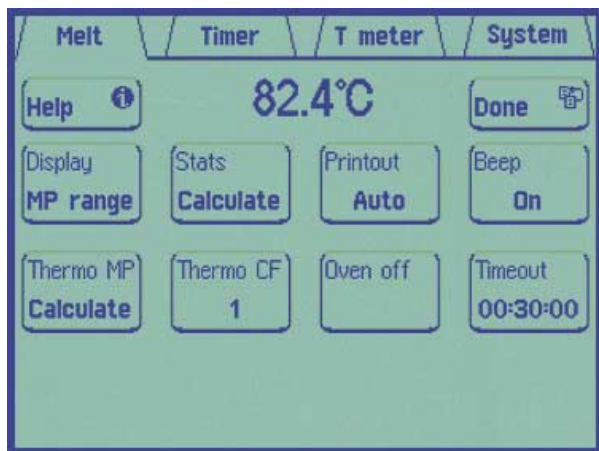 Melt Timer T meter System
Help 82.4°C Done
Display Stats Printout Beep
MP range Calculate Auto On
Thermo MP Thermo CF Oven off Timeout
Calculate 1 00:30:00